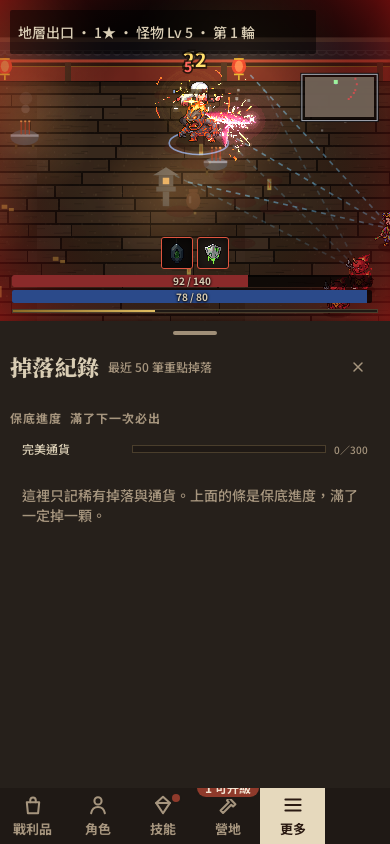 地層出口 · 1★ · 怪物 Lv 5 · 第 1 輪
22
5
92 / 140
78 / 80
掉落紀錄 最近 50 筆重點掉落
保底進度 滿了下一次必出
完美通貨 0／300
這裡只記稀有掉落與通貨。上面的條是保底進度，滿了
一定掉一顆。
1 可升級
戰利品 角色 技能 營地 更多